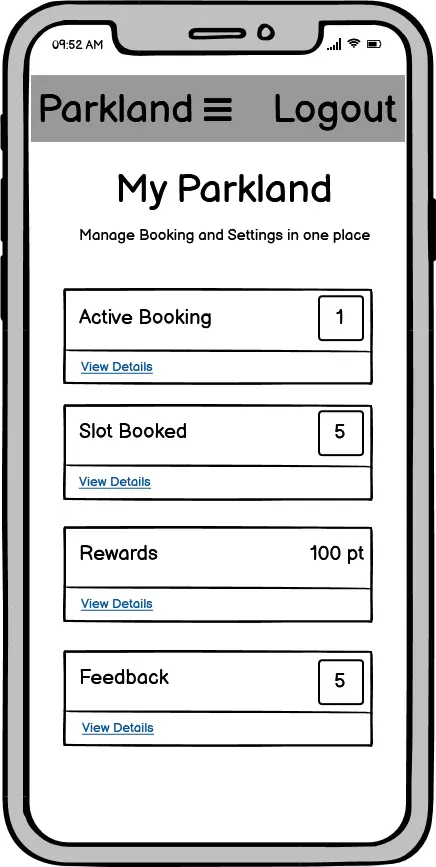 09:52 AM
Parkland Logout
My Parkland
Manage Booking and Settings in one place
Active Booking 1
View Details
Slot Booked 5
View Details
Rewards 100 pt
View Details
Feedback 5
View Details